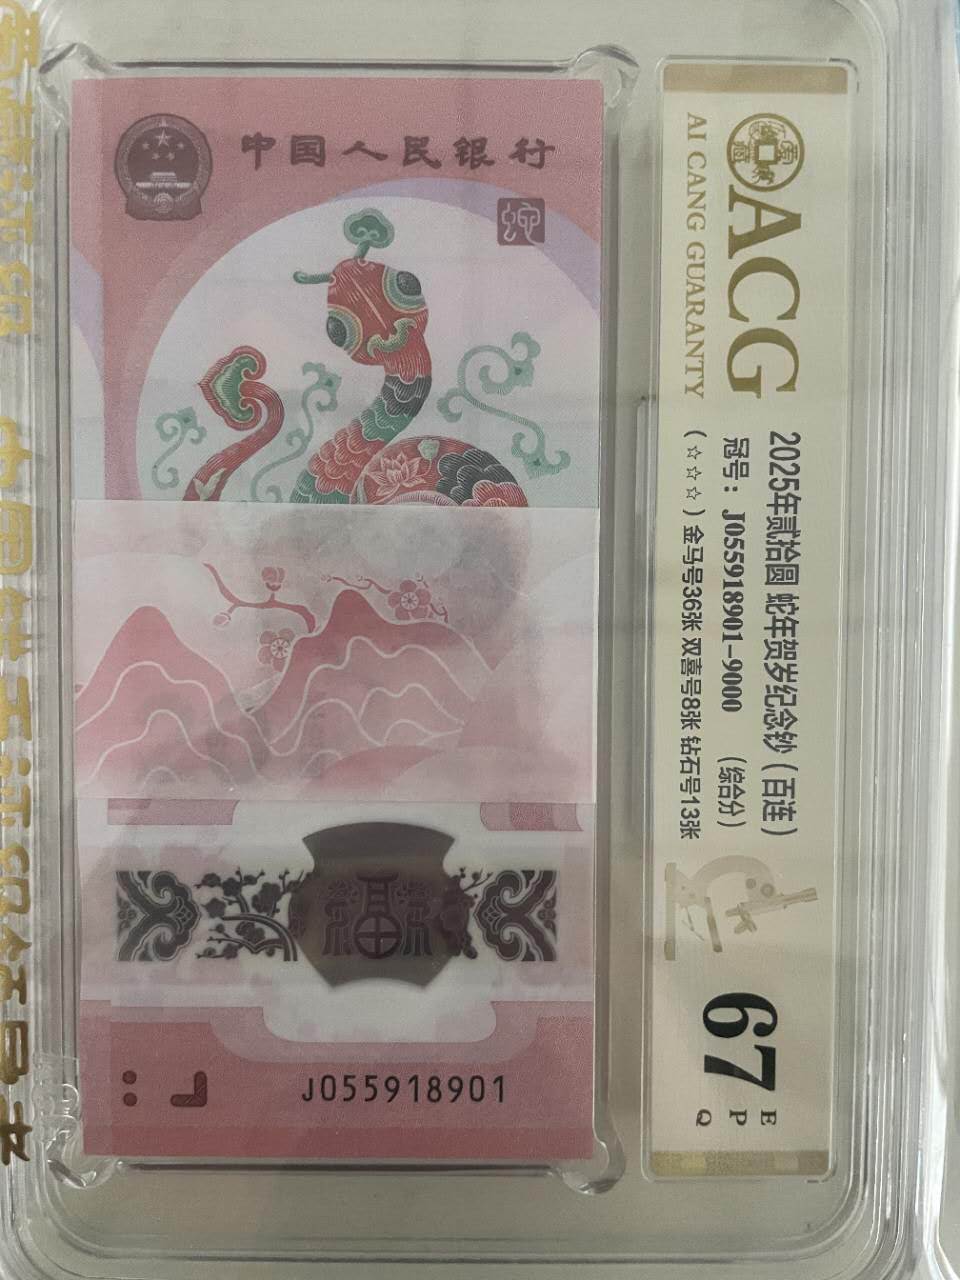 中国人民银行
蛇
福
J055918901
ACG
AI CANG GUARANTY
2025年贰拾圆 蛇年贺岁纪念钞（百连）
冠号：J055918901-9000 （综合分）
（☆☆☆）金马号36张 双喜号8张 钻石号13张
67
E
P
Q